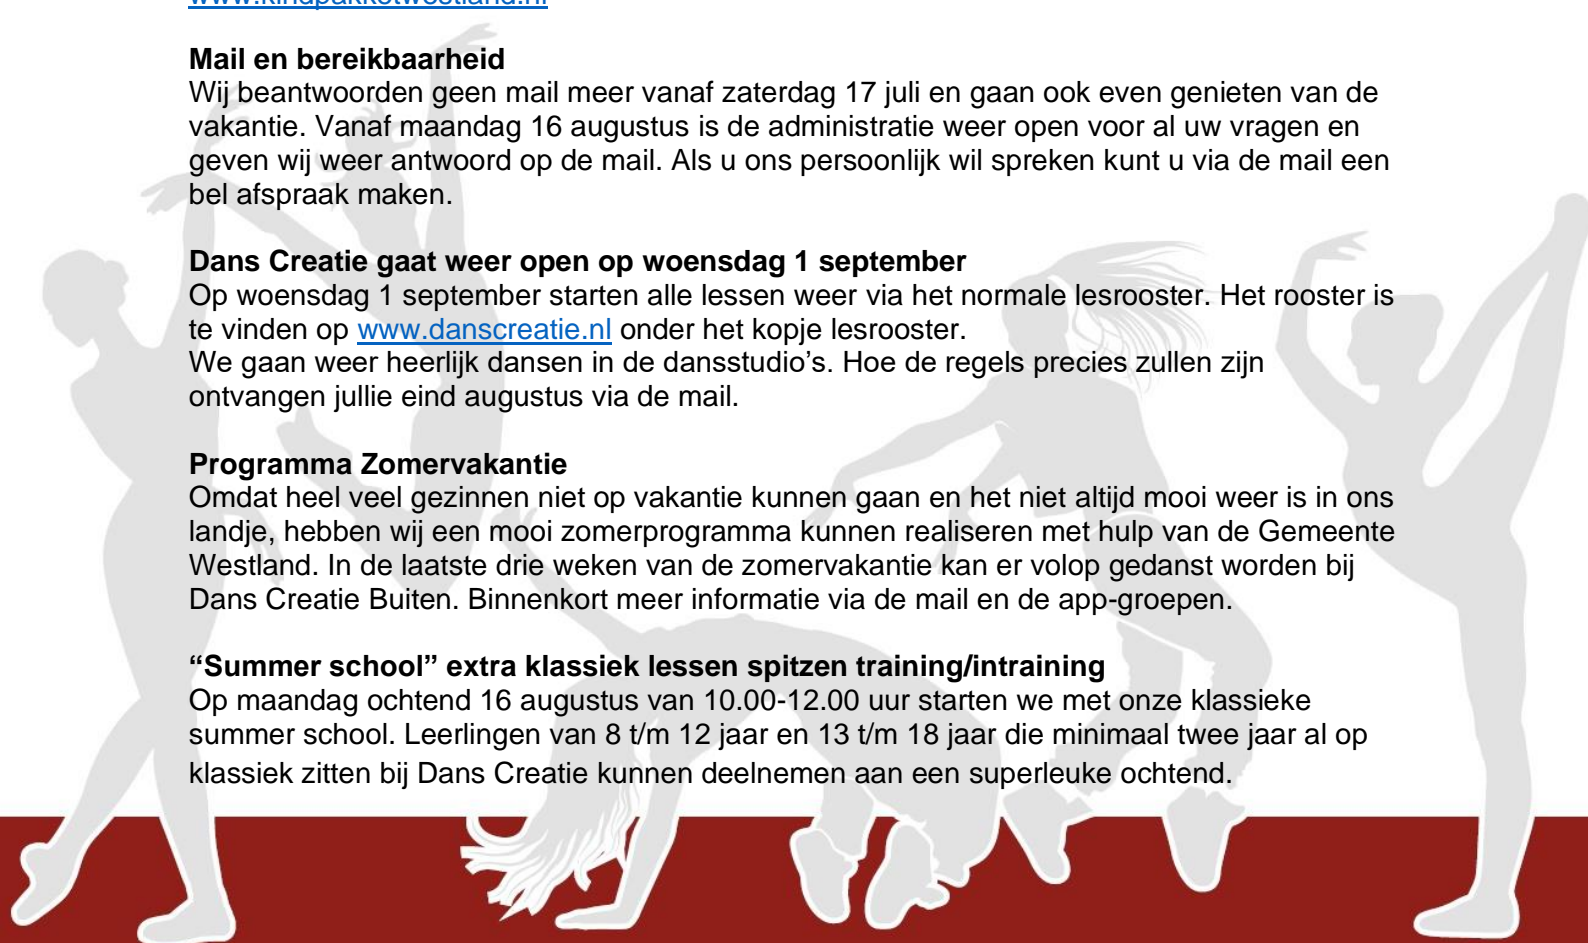 www.kindpakketwestland.nl
Mail en bereikbaarheid
Wij beantwoorden geen mail meer vanaf zaterdag 17 juli en gaan ook even genieten van de
vakantie. Vanaf maandag 16 augustus is de administratie weer open voor al uw vragen en
geven wij weer antwoord op de mail. Als u ons persoonlijk wil spreken kunt u via de mail een
bel afspraak maken.
Dans Creatie gaat weer open op woensdag 1 september
Op woensdag 1 september starten alle lessen weer via het normale lesrooster. Het rooster is
te vinden op www.danscreatie.nl onder het kopje lesrooster.
We gaan weer heerlijk dansen in de dansstudio’s. Hoe de regels precies zullen zijn
ontvangen jullie eind augustus via de mail.
Programma Zomervakantie
Omdat heel veel gezinnen niet op vakantie kunnen gaan en het niet altijd mooi weer is in ons
landje, hebben wij een mooi zomerprogramma kunnen realiseren met hulp van de Gemeente
Westland. In de laatste drie weken van de zomervakantie kan er volop gedanst worden bij
Dans Creatie Buiten. Binnenkort meer informatie via de mail en de app-groepen.
“Summer school” extra klassiek lessen spitzen training/intraining
Op maandag ochtend 16 augustus van 10.00-12.00 uur starten we met onze klassieke
summer school. Leerlingen van 8 t/m 12 jaar en 13 t/m 18 jaar die minimaal twee jaar al op
klassiek zitten bij Dans Creatie kunnen deelnemen aan een superleuke ochtend.